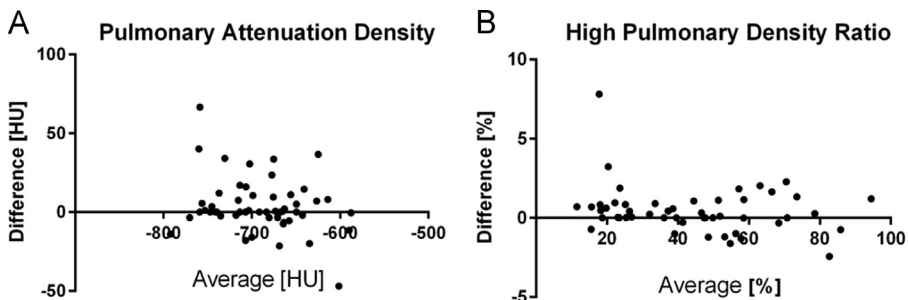 A
Pulmonary Attenuation Density
Difference [HU]
100
50
0
-50
-800
-700
-600
-500
Average [HU]
B
High Pulmonary Density Ratio
Difference [%]
10
5
0
-5
20
40
60
80
100
Average [%]